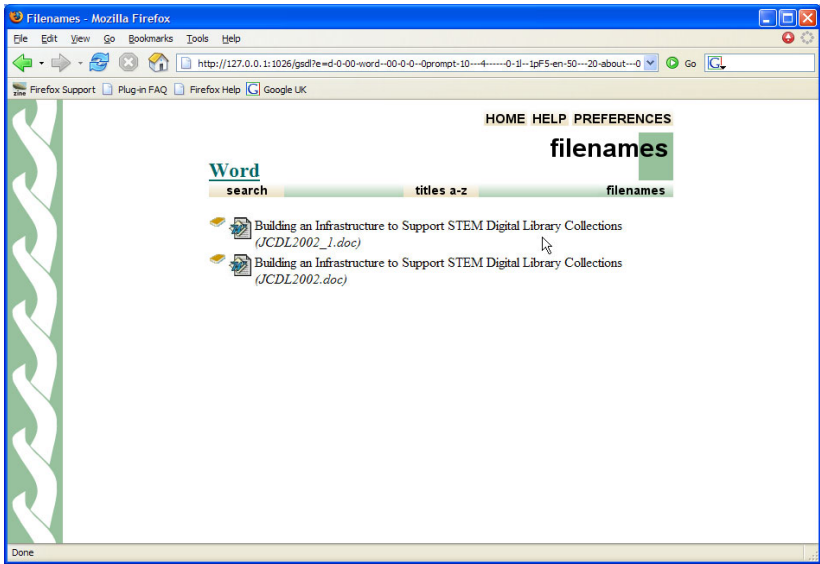 Filenames - Mozilla Firefox
File Edit View Go Bookmarks Tools Help
http://127.0.0.1:1026/gsdl?e=d-0-00-word--00-0-0--0prompt-10---4------0-1l--1pF5-en-50---20-about---0 Go G
Firefox Support Plug-in FAQ Firefox Help G Google UK
HOME HELP PREFERENCES
filenames
Word
search titles a-z filenames
Building an Infrastructure to Support STEM Digital Library Collections
(JCDL2002_1.doc)
Building an Infrastructure to Support STEM Digital Library Collections
(JCDL2002.doc)
Done